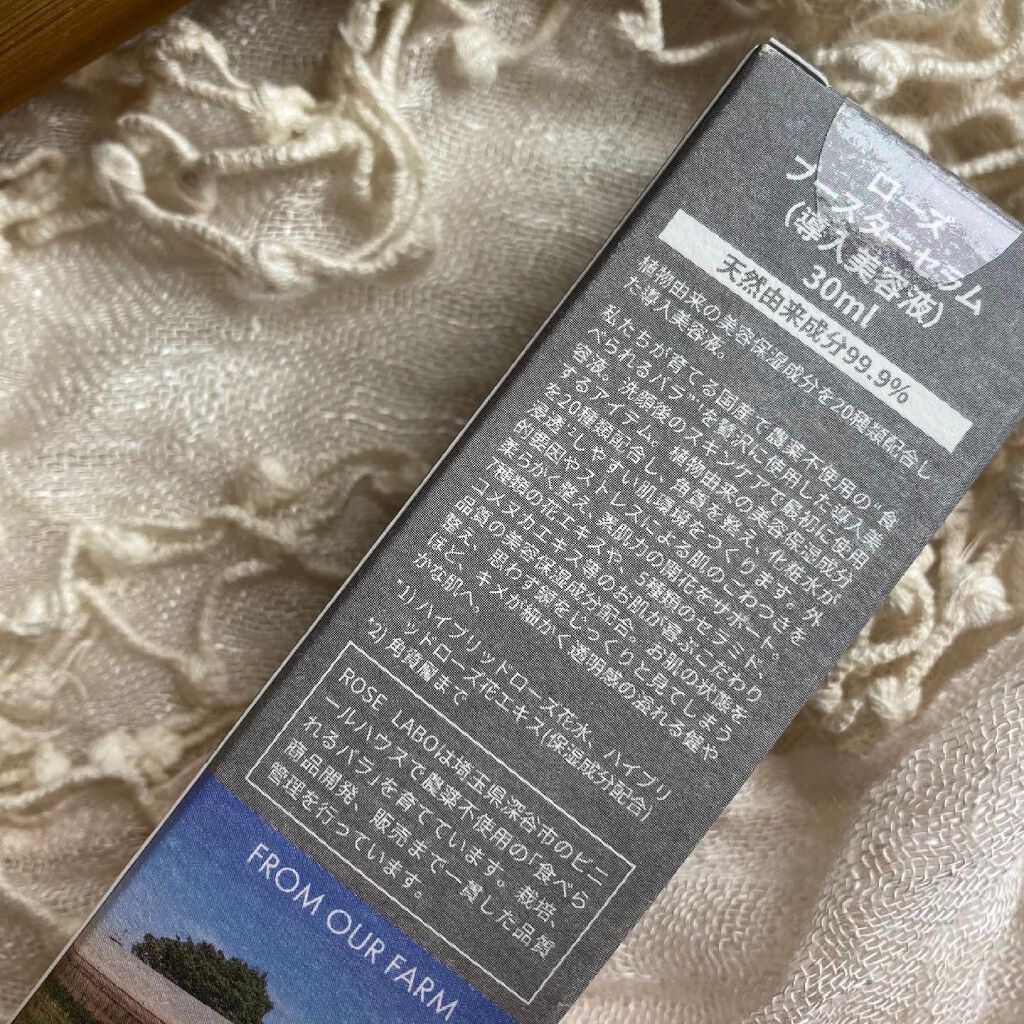 ローズ
ブースターセラム
(導入美容液)
30ml
天然由来成分99.9%
植物由来の美容保湿成分を20種類配合し
た導入美容液。
私たちが育てる国産で農薬不使用の“食
べられるバラ”を贅沢に使用した導入美
容液。洗顔後のスキンケアで最初に使用
するアイテム。植物由来の美容保湿成分
を20種類配合し、角層を整え、化粧水が
浸透*²しやすい肌環境をつくります。外
的要因やストレスによる肌のごわつきを
柔らかく整え 素肌力の開花をサポート。
7種類の花エキスや、5種類のセラミド、
コメヌカエキス等のお肌が喜ぶこだわり
品質の美容保湿成分配合。お肌の状態を
整え、思わず鏡をじっくりと見てしまう
ほど、キメが細かく透明感の溢れる健や
かな肌へ。
*1) ハイブリッドローズ花水、ハイブリ
ッドローズ花エキス(保湿成分配合)
*2) 角質層まで
ROSE LABOは埼玉県深谷市のビニ
ールハウスで農薬不使用の「食べら
れるバラ」を育てています。栽培、
商品開発、販売まで一貫した品質
管理を行っています。
FROM OUR FARM